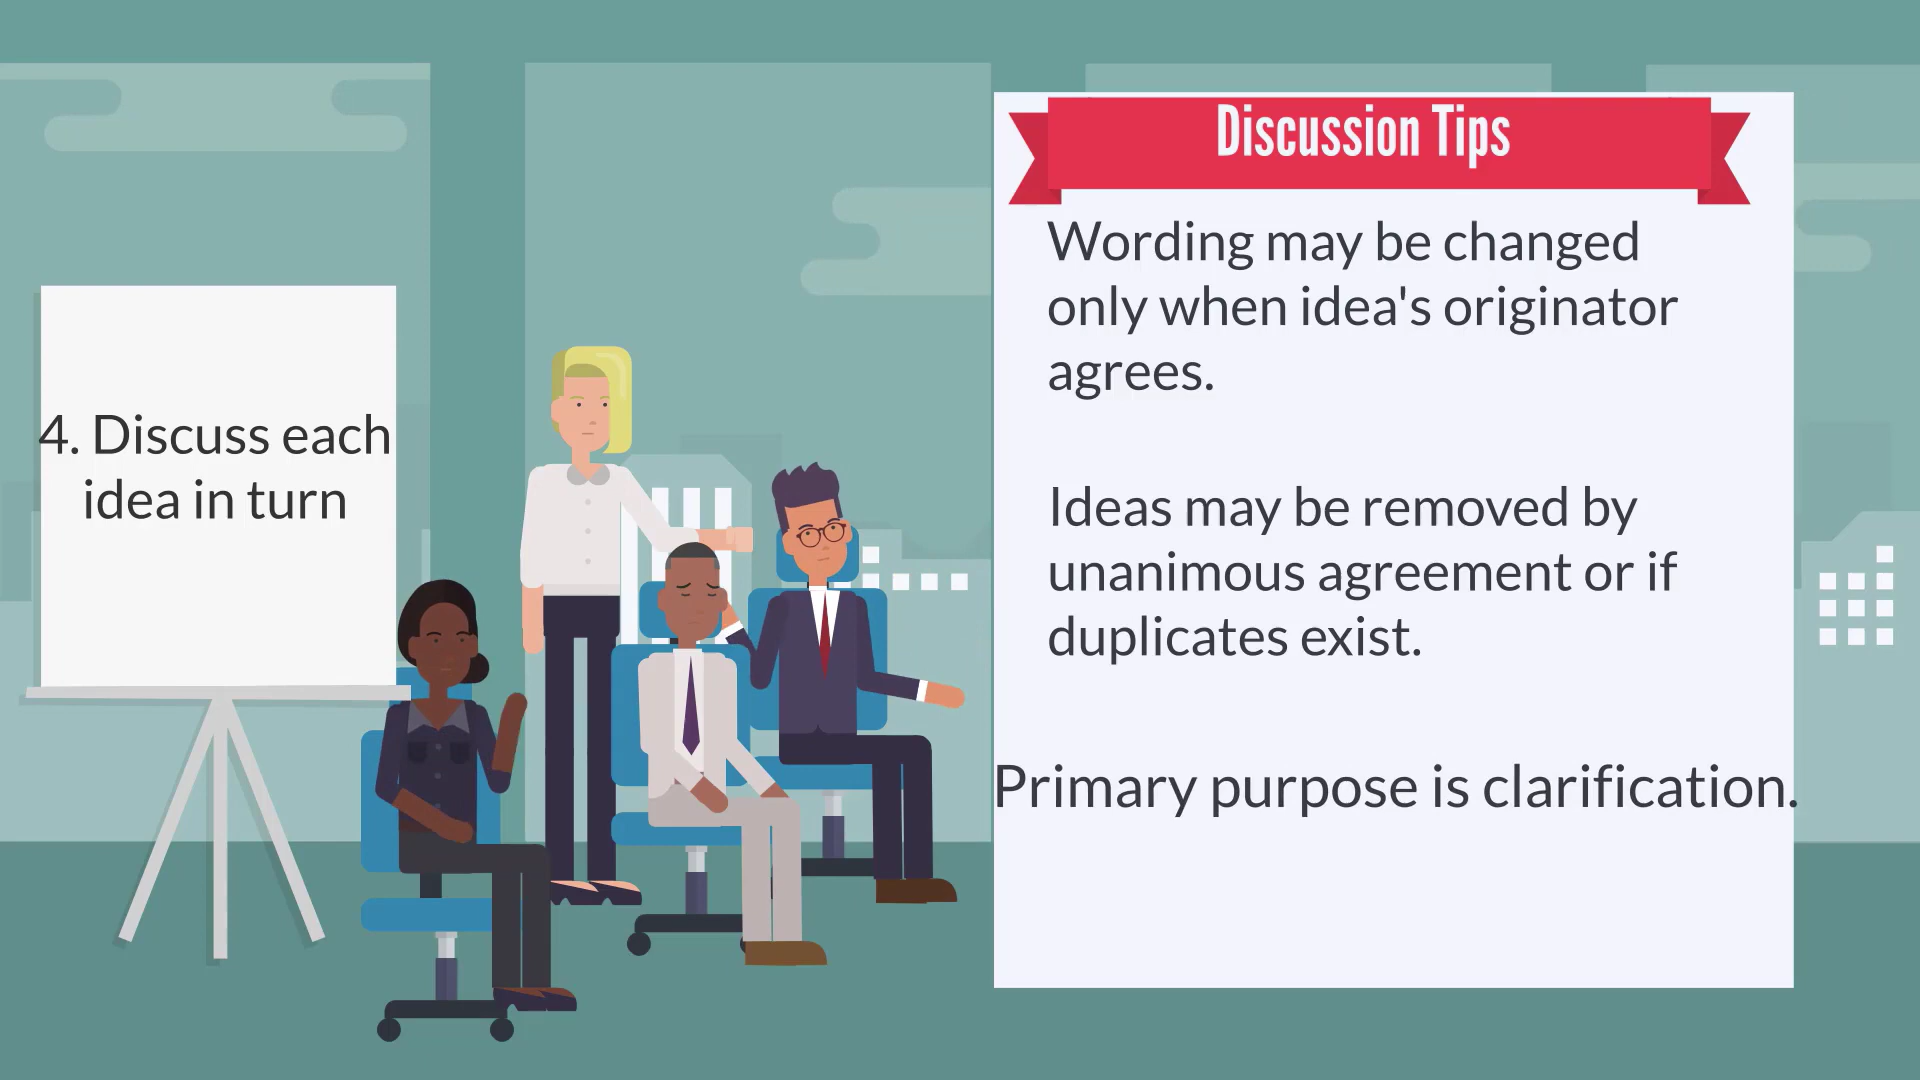 4. Discuss each
idea in turn
Discussion Tips
Wording may be changed
only when idea's originator
agrees.
Ideas may be removed by
unanimous agreement or if
duplicates exist.
Primary purpose is clarification.